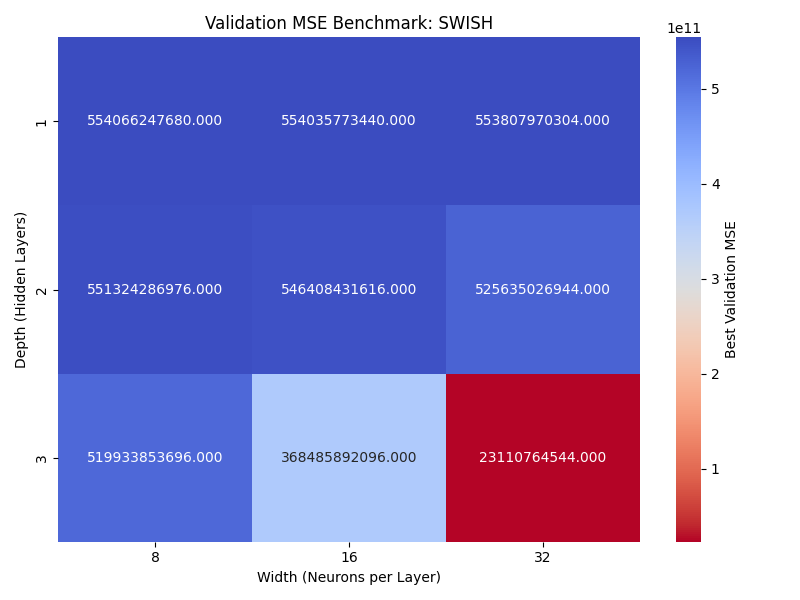 Validation MSE Benchmark: SWISH
1e11
554066247680.000 554035773440.000 553807970304.000
551324286976.000 546408431616.000 525635026944.000
519933853696.000 368485892096.000 23110764544.000
1
2
3
Depth (Hidden Layers)
8 16 32
Width (Neurons per Layer)
5
4
3
2
1
Best Validation MSE